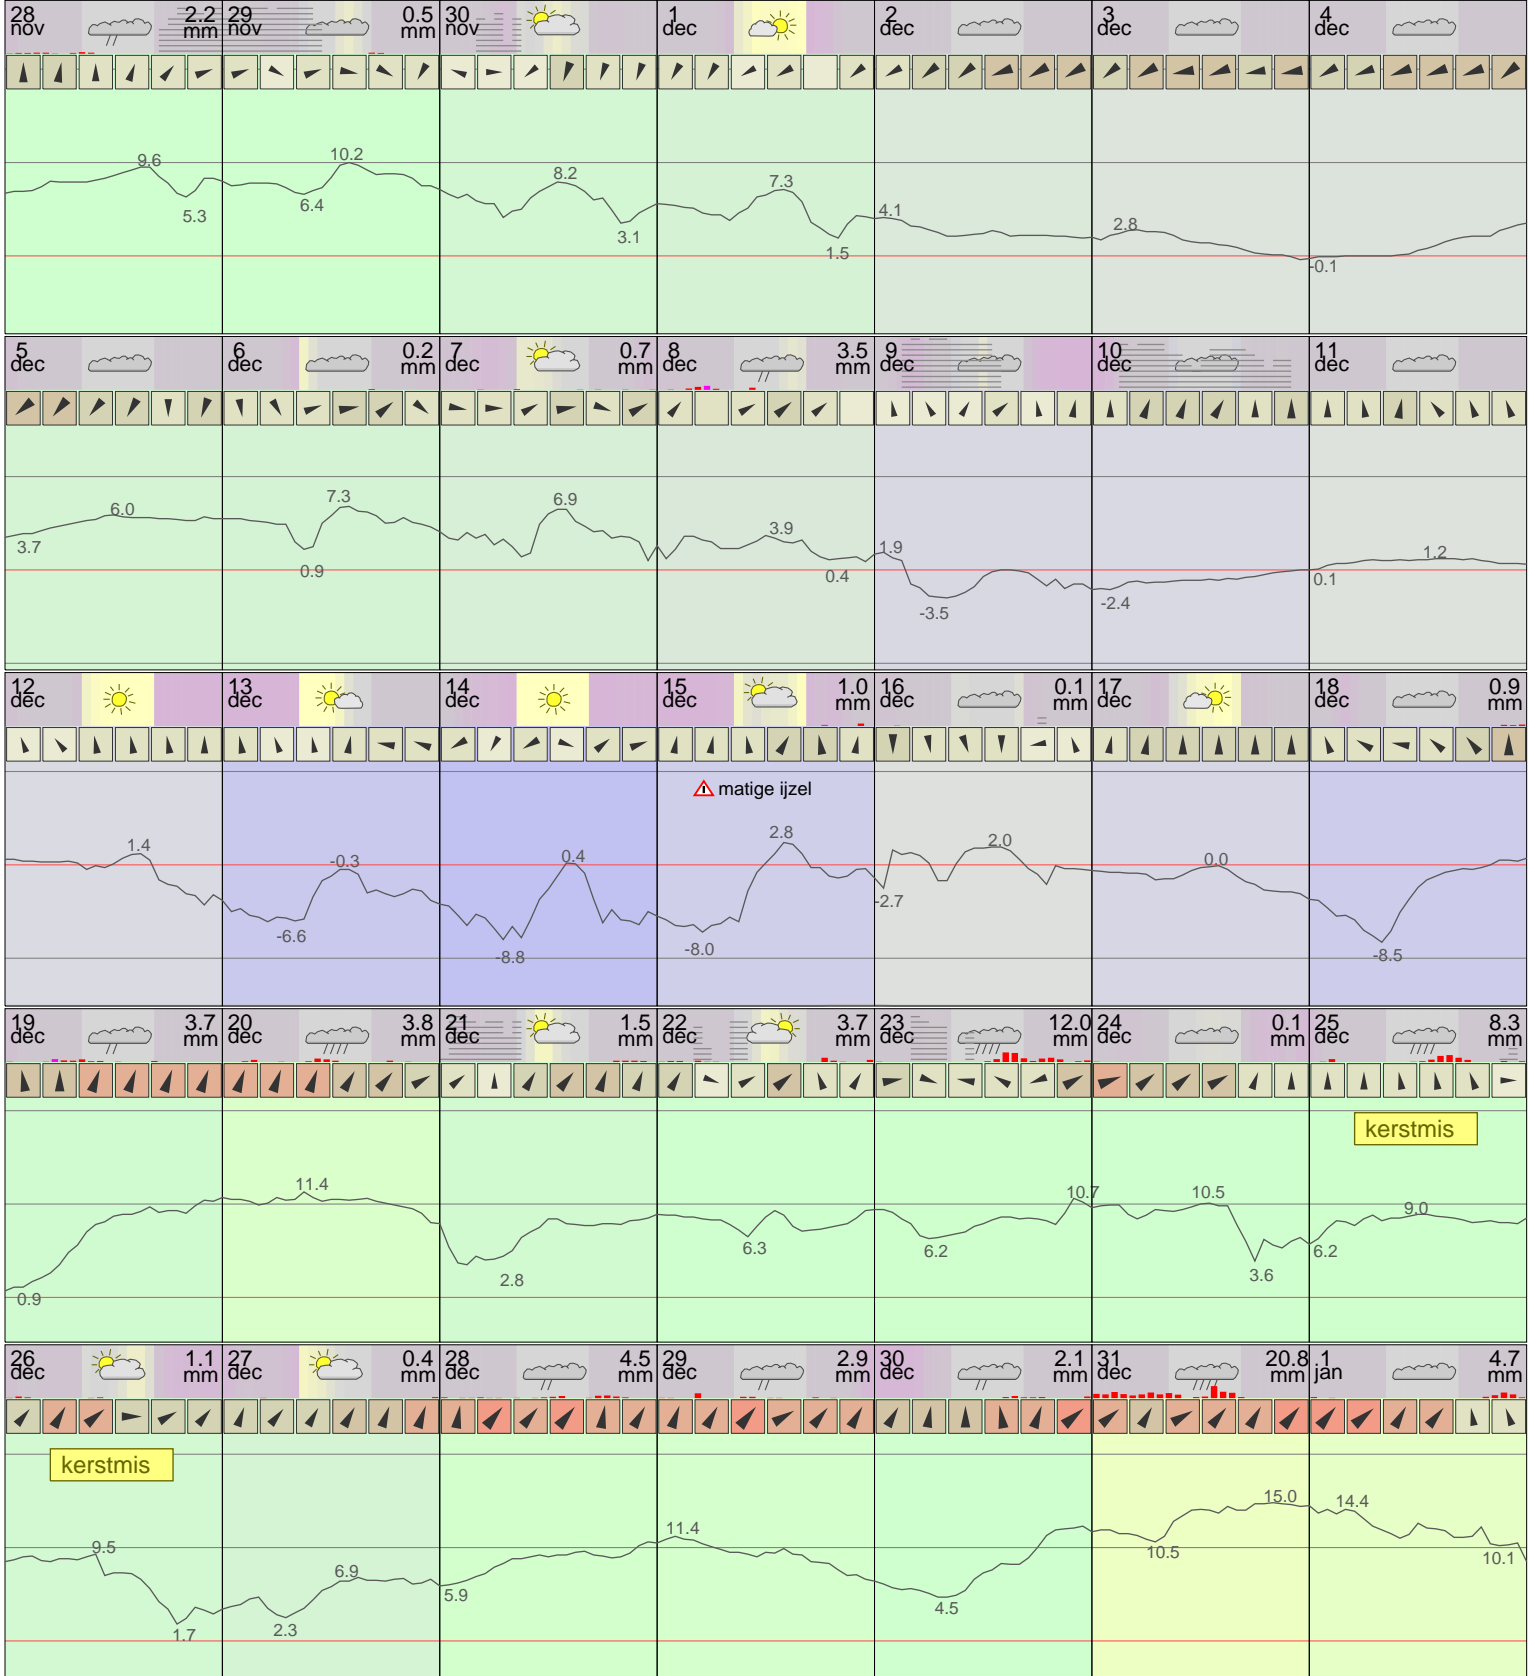 28 nov 2.2 mm
29 nov 0.5 mm
30 nov
1 dec
2 dec
3 dec
4 dec
9.6
5.3
6.4
10.2
8.2
3.1
7.3
1.5
4.1
2.8
-0.1
5 dec
6 dec 0.2 mm
7 dec 0.7 mm
8 dec 3.5 mm
9 dec
10 dec
11 dec
3.7
6.0
0.9
7.3
6.9
3.9
0.4
1.9
-3.5
-2.4
0.1
1.2
12 dec
13 dec
14 dec
15 dec 1.0 mm
16 dec 0.1 mm
17 dec
18 dec 0.9 mm
matige ijzel
1.4
-6.6
-0.3
-8.8
0.4
-8.0
2.8
-2.7
2.0
0.0
-8.5
19 dec 3.7 mm
20 dec 3.8 mm
21 dec 1.5 mm
22 dec 3.7 mm
23 dec 12.0 mm
24 dec 0.1 mm
25 dec 8.3 mm
kerstmis
0.9
11.4
2.8
6.3
6.2
10.7
10.5
3.6
6.2
9.0
26 dec 1.1 mm
27 dec 0.4 mm
28 dec 4.5 mm
29 dec 2.9 mm
30 dec 2.1 mm
31 dec 20.8 mm
1 jan 4.7 mm
kerstmis
9.5
1.7
2.3
6.9
5.9
11.4
4.5
10.5
15.0
14.4
10.1